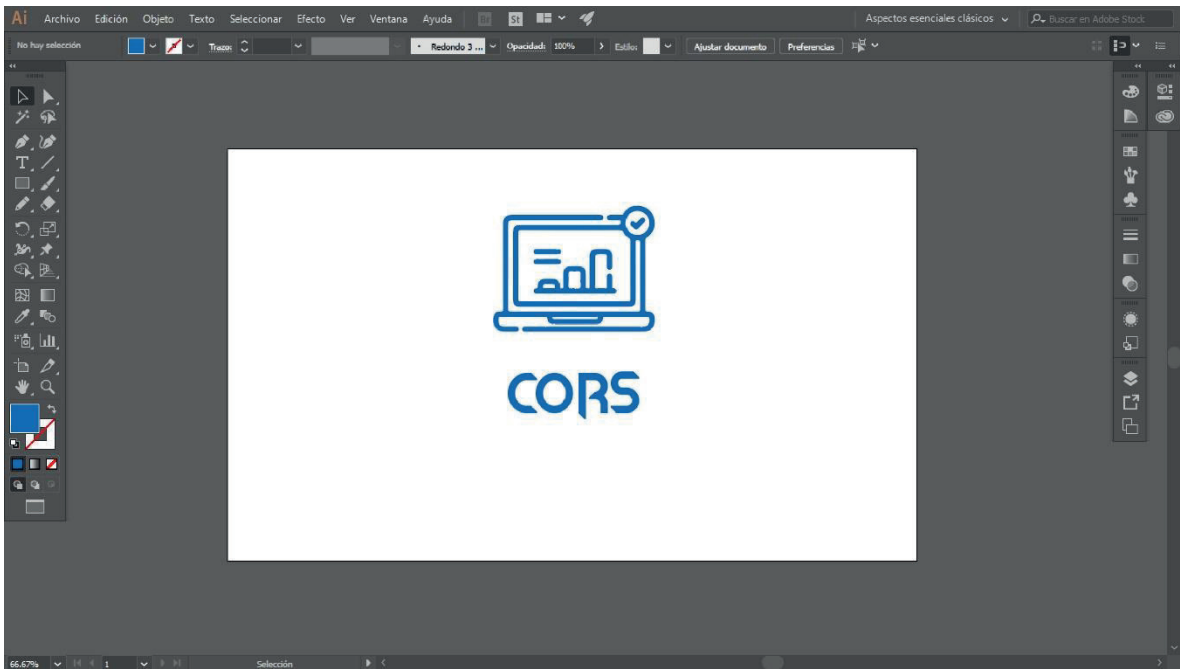 Ai Archivo Edición Objeto Texto Seleccionar Efecto Ver Ventana Ayuda Br St Aspectos esenciales clásicos Buscar en Adobe Stock
No hay selección Trazo: Redondo 3 ... Opacidad: 100% Estilo: Ajustar documento Preferencias
CORS
66.67% 1 Selección